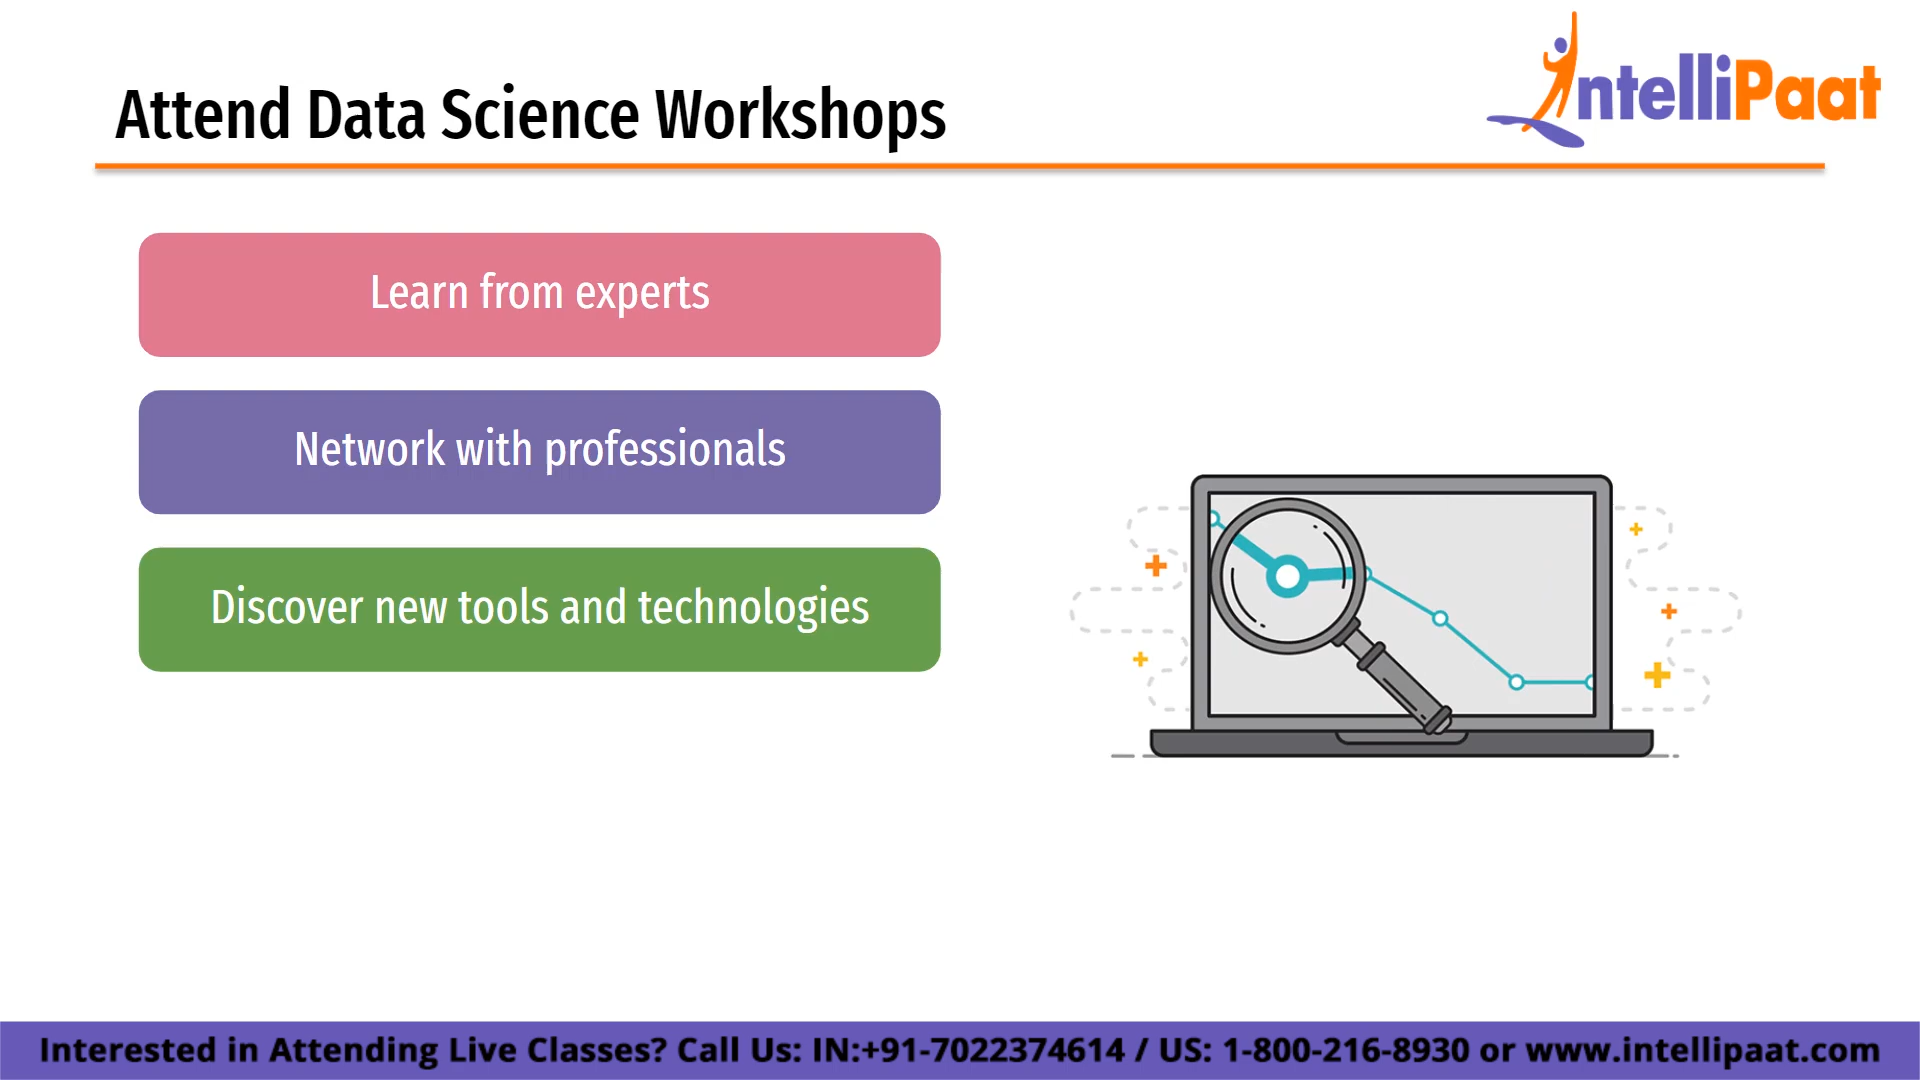 Attend Data Science Workshops
IntelliPaat
Learn from experts
Network with professionals
Discover new tools and technologies
Interested in Attending Live Classes? Call Us: IN:+91-7022374614 / US: 1-800-216-8930 or www.intellipaat.com